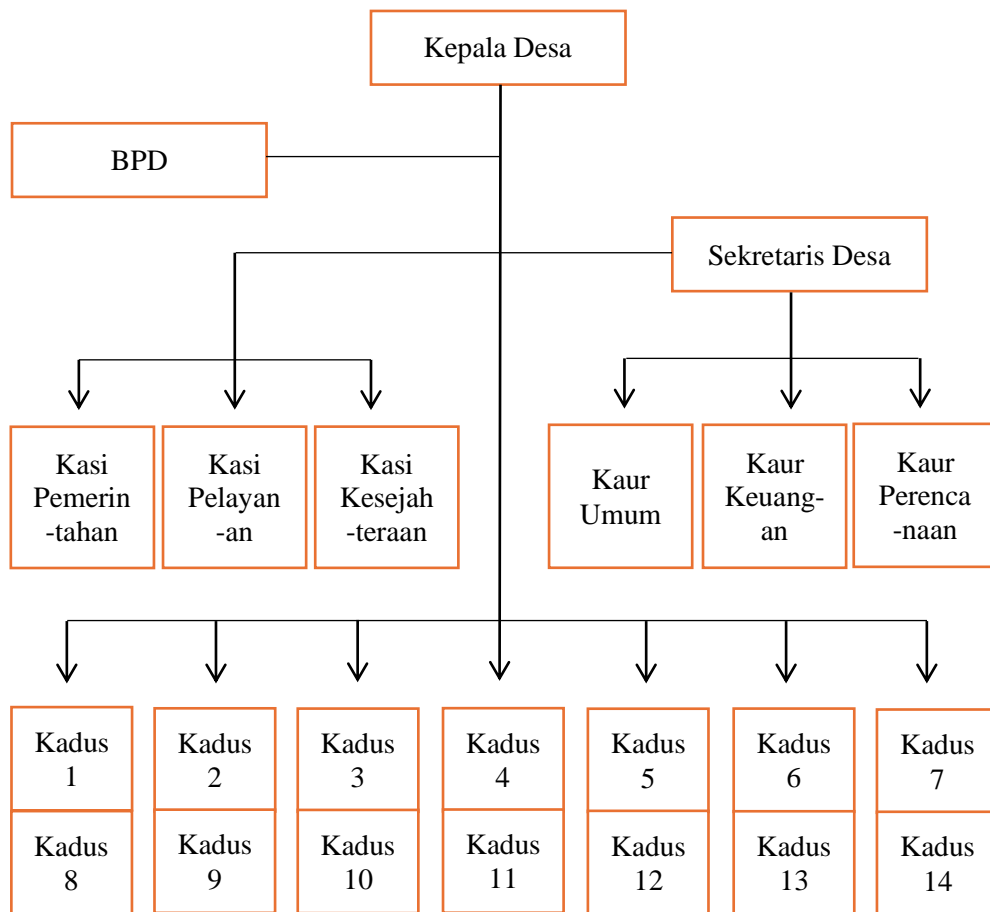 Kepala Desa
BPD
Sekretaris Desa
Kasi
Pemerin
-tahan
Kasi
Pelayan
-an
Kasi
Kesejah
-teraan
Kaur
Umum
Kaur
Keuang-
an
Kaur
Perenca
-naan
Kadus
1
Kadus
2
Kadus
3
Kadus
4
Kadus
5
Kadus
6
Kadus
7
Kadus
8
Kadus
9
Kadus
10
Kadus
11
Kadus
12
Kadus
13
Kadus
14